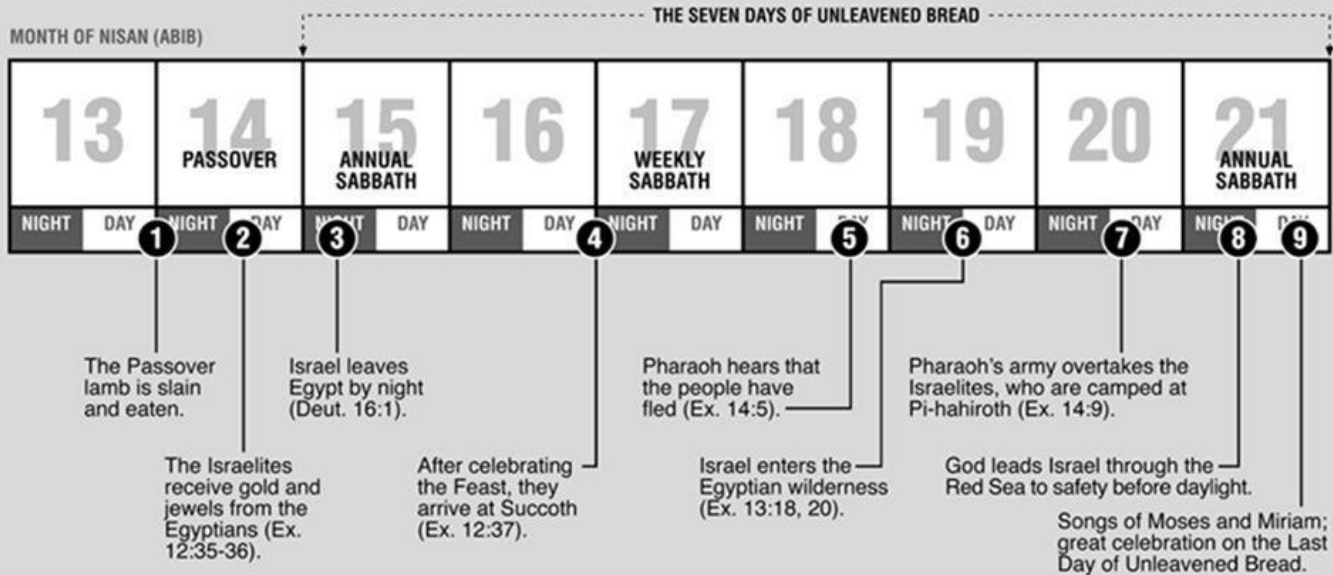 THE SEVEN DAYS OF UNLEAVENED BREAD
MONTH OF NISAN (ABIB)
13 14 15 16 17 18 19 20 21
PASSOVER
ANNUAL
SABBATH
WEEKLY
SABBATH
ANNUAL
SABBATH
NIGHT DAY NIGHT DAY NIGHT DAY NIGHT DAY NIGHT DAY NIGHT DAY NIGHT DAY NIGHT DAY NIGHT DAY
1 2 3 4 5 6 7 8 9
The Passover
lamb is slain
and eaten.
Israel leaves
Egypt by night
(Deut. 16:1).
Pharaoh hears that
the people have
fled (Ex. 14:5).
Pharaoh's army overtakes the
Israelites, who are camped at
Pi-hahiroth (Ex. 14:9).
The Israelites
receive gold and
jewels from the
Egyptians (Ex.
12:35-36).
After celebrating
the Feast, they
arrive at Succoth
(Ex. 12:37).
Israel enters the
Egyptian wilderness
(Ex. 13:18, 20).
God leads Israel through the
Red Sea to safety before daylight.
Songs of Moses and Miriam;
great celebration on the Last
Day of Unleavened Bread.